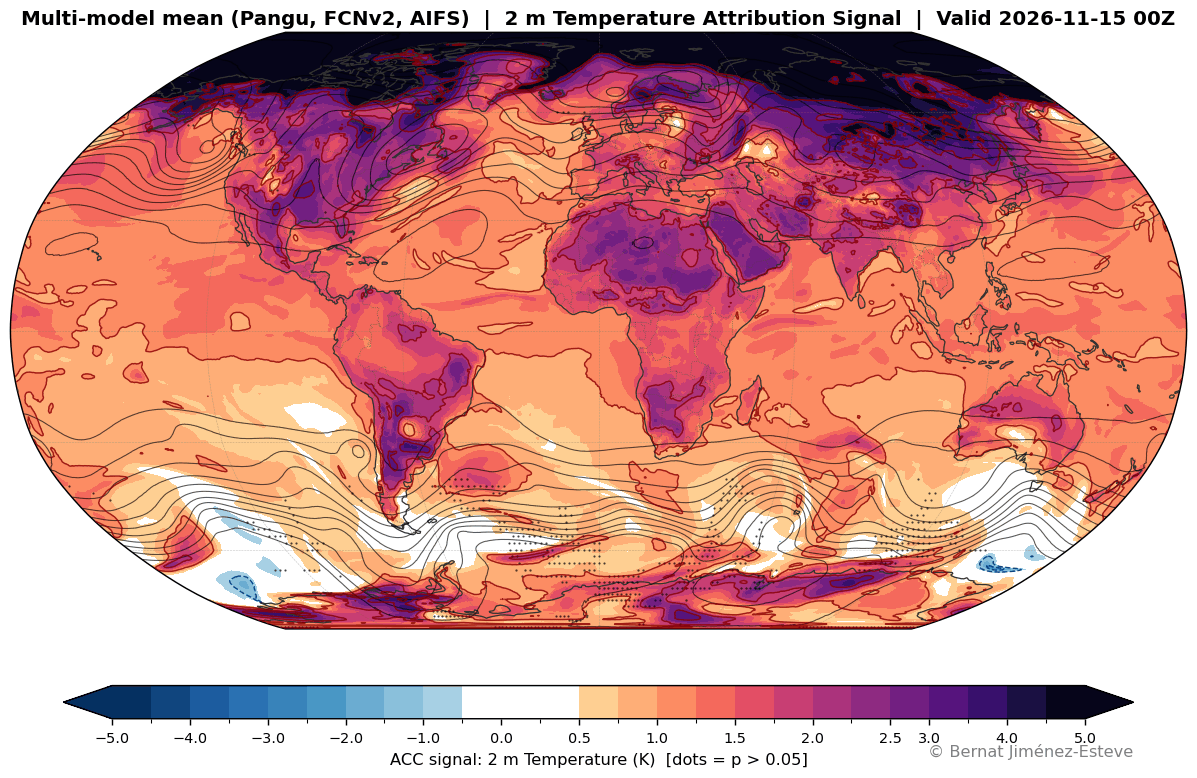 Multi-model mean (Pangu, FCNv2, AIFS)  |  2 m Temperature Attribution Signal  |  Valid 2026-11-15 00Z
−5.0 −4.0 −3.0 −2.0 −1.0 0.0 0.5 1.0 1.5 2.0 2.5 3.0 4.0 5.0
ACC signal: 2 m Temperature (K)  [dots = p > 0.05]
© Bernat Jiménez-Esteve